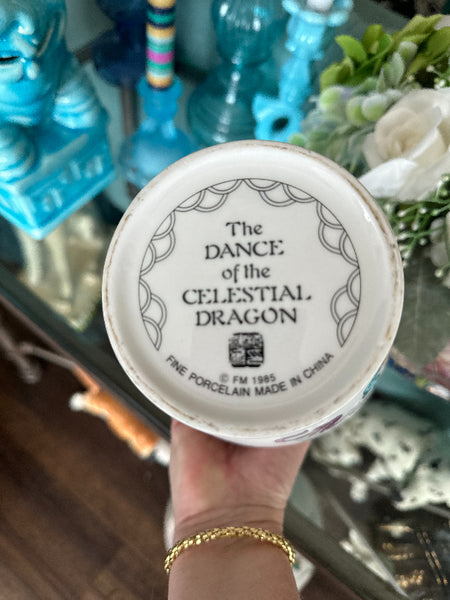 The
DANCE
of the
CELESTIAL
DRAGON
© FM 1985
FINE PORCELAIN MADE IN CHINA